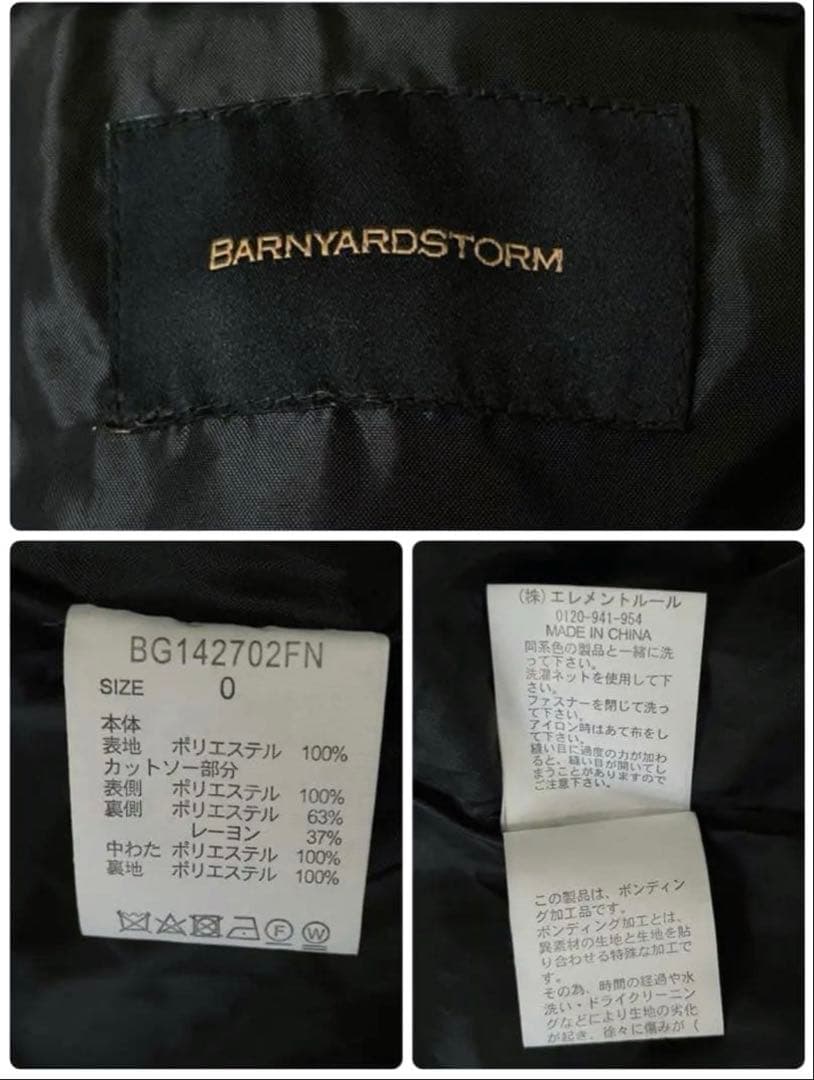 BARNYARDSTORM
BG142702FN
SIZE 0
本体
表地 ポリエステル 100%
カットソー部分
表側 ポリエステル 100%
裏側 ポリエステル 63%
レーヨン 37%
中わた ポリエステル 100%
裏地 ポリエステル 100%
F W
(株)エレメントルール
0120-941-954
MADE IN CHINA
同系色の製品と一緒に洗
って下さい。
洗濯ネットを使用して下
さい。
ファスナーを閉じて洗っ
て下さい。
アイロン時はあて布をし
て下さい。
縫い目に過度の力が加わ
ると、縫い目が開いてし
まうことがありますので
ご注意下さい。
この製品は、ボンディン
グ加工品です。
ボンディング加工とは、
異素材の生地と生地を貼
り合わせる特殊な加工で
す。
その為、時間の経過や水
洗い・ドライクリーニン
グなどにより生地の劣化
が起き、徐々に傷みが(